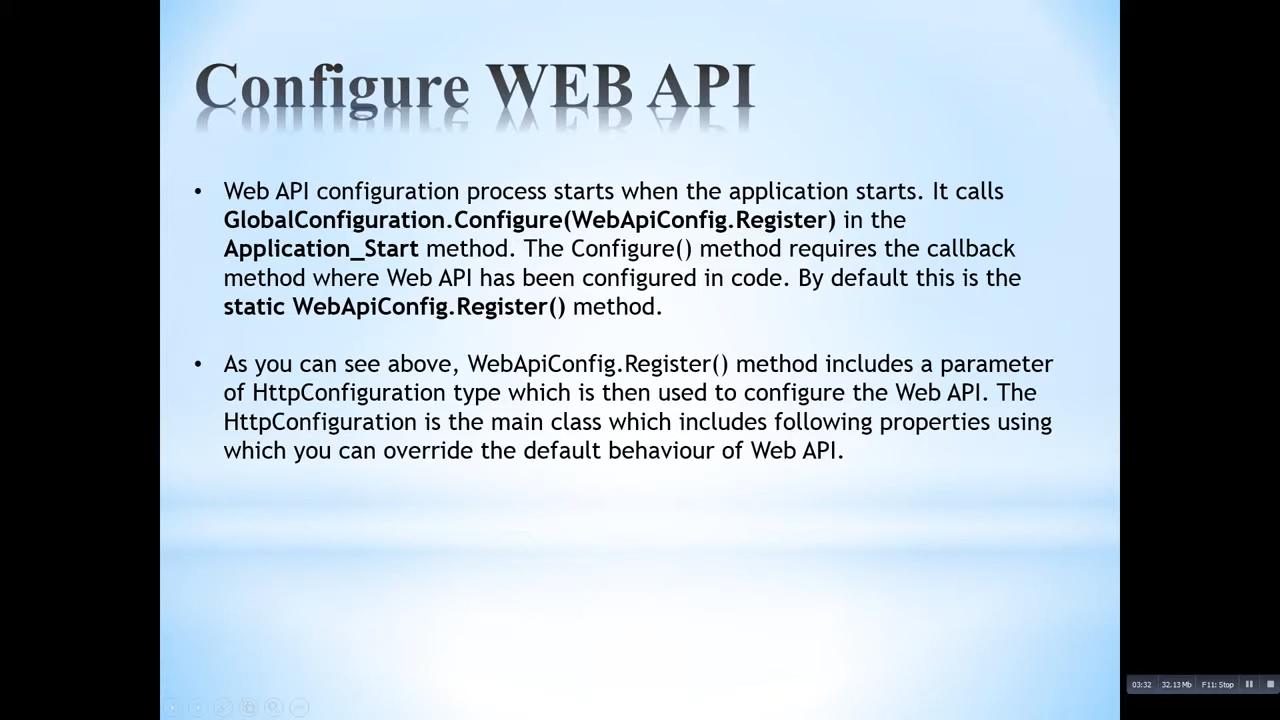 Configure WEB API
• Web API configuration process starts when the application starts. It calls
GlobalConfiguration.Configure(WebApiConfig.Register) in the
Application_Start method. The Configure() method requires the callback
method where Web API has been configured in code. By default this is the
static WebApiConfig.Register() method.
• As you can see above, WebApiConfig.Register() method includes a parameter
of HttpConfiguration type which is then used to configure the Web API. The
HttpConfiguration is the main class which includes following properties using
which you can override the default behaviour of Web API.
03:32 32.13 Mb F11: Stop